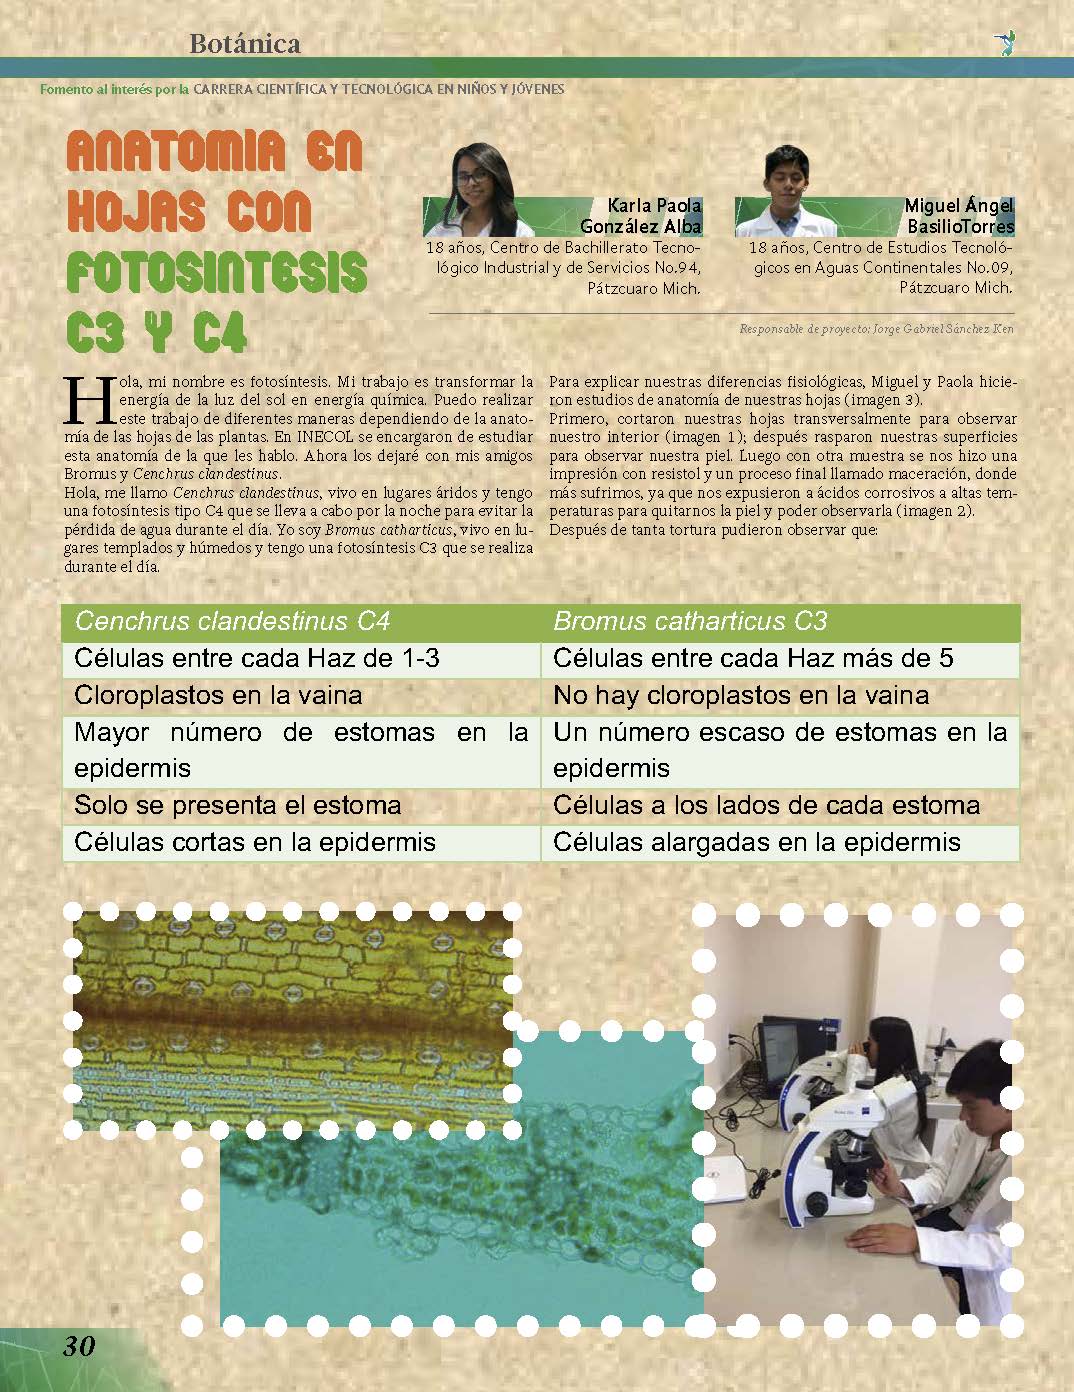 Botánica
Fomento al interés por la CARRERA CIENTÍFICA Y TECNOLÓGICA EN NIÑOS Y JÓVENES
ANATOMIA EN
HOJAS CON
FOTOSINTESIS
C3 Y C4
Karla Paola
González Alba
18 años, Centro de Bachillerato Tecno-
lógico Industrial y de Servicios No.94,
Pátzcuaro Mich.
Miguel Ángel
BasilioTorres
18 años, Centro de Estudios Tecnoló-
gicos en Aguas Continentales No.09,
Pátzcuaro Mich.
Responsable de proyecto: Jorge Gabriel Sánchez Ken
Hola, mi nombre es fotosíntesis. Mi trabajo es transformar la
energía de la luz del sol en energía química. Puedo realizar
este trabajo de diferentes maneras dependiendo de la anato-
mía de las hojas de las plantas. En INECOL se encargaron de estudiar
esta anatomía de la que les hablo. Ahora los dejaré con mis amigos
Bromus y Cenchrus clandestinus.
Hola, me llamo Cenchrus clandestinus, vivo en lugares áridos y tengo
una fotosíntesis tipo C4 que se lleva a cabo por la noche para evitar la
pérdida de agua durante el día. Yo soy Bromus catharticus, vivo en lu-
gares templados y húmedos y tengo una fotosíntesis C3 que se realiza
durante el día.
Para explicar nuestras diferencias fisiológicas, Miguel y Paola hicie-
ron estudios de anatomía de nuestras hojas (imagen 3).
Primero, cortaron nuestras hojas transversalmente para observar
nuestro interior (imagen 1); después rasparon nuestras superficies
para observar nuestra piel. Luego con otra muestra se nos hizo una
impresión con resistol y un proceso final llamado maceración, donde
más sufrimos, ya que nos expusieron a ácidos corrosivos a altas tem-
peraturas para quitarnos la piel y poder observarla (imagen 2).
Después de tanta tortura pudieron observar que:
Cenchrus clandestinus C4 Bromus catharticus C3
Células entre cada Haz de 1-3 Células entre cada Haz más de 5
Cloroplastos en la vaina No hay cloroplastos en la vaina
Mayor número de estomas en la Un número escaso de estomas en la
epidermis epidermis
Solo se presenta el estoma Células a los lados de cada estoma
Células cortas en la epidermis Células alargadas en la epidermis
30